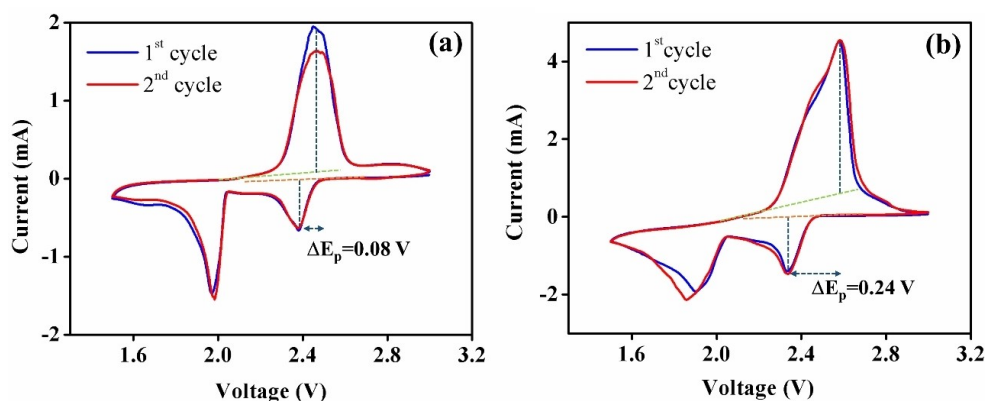 (a)
1st cycle
2nd cycle
ΔEp=0.08 V
Current (mA)
2
1
0
-1
-2
1.6 2.0 2.4 2.8 3.2
Voltage (V)
(b)
1st cycle
2nd cycle
ΔEp=0.24 V
Current (mA)
4
2
0
-2
1.6 2.0 2.4 2.8 3.2
Voltage (V)